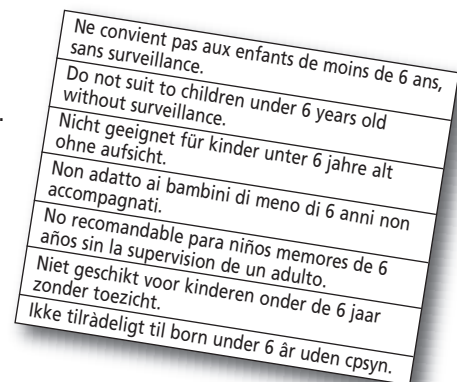 Ne convient pas aux enfants de moins de 6 ans,
sans surveillance.
Do not suit to children under 6 years old
without surveillance.
Nicht geeignet für kinder unter 6 jahre alt
ohne aufsicht.
Non adatto ai bambini di meno di 6 anni non
accompagnati.
No recomandable para niños memores de 6
años sin la supervision de un adulto.
Niet geschikt voor kinderen onder de 6 jaar
zonder toezicht.
Ikke tilràdeligt til born under 6 âr uden cpsyn.